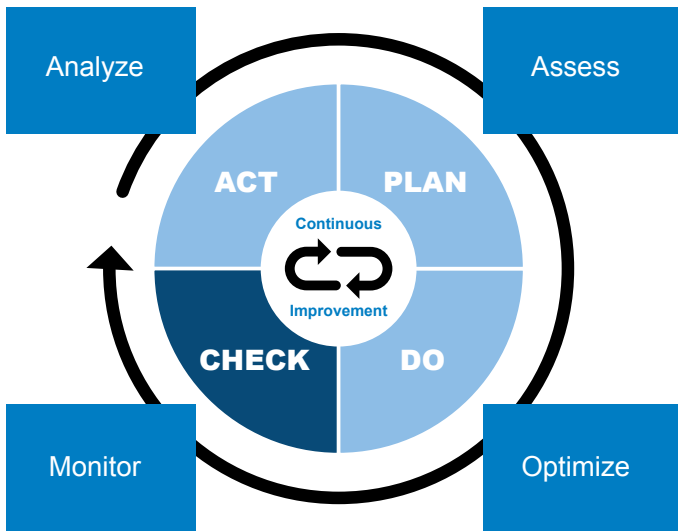 Analyze
Assess
ACT
PLAN
Continuous
Improvement
CHECK
DO
Monitor
Optimize